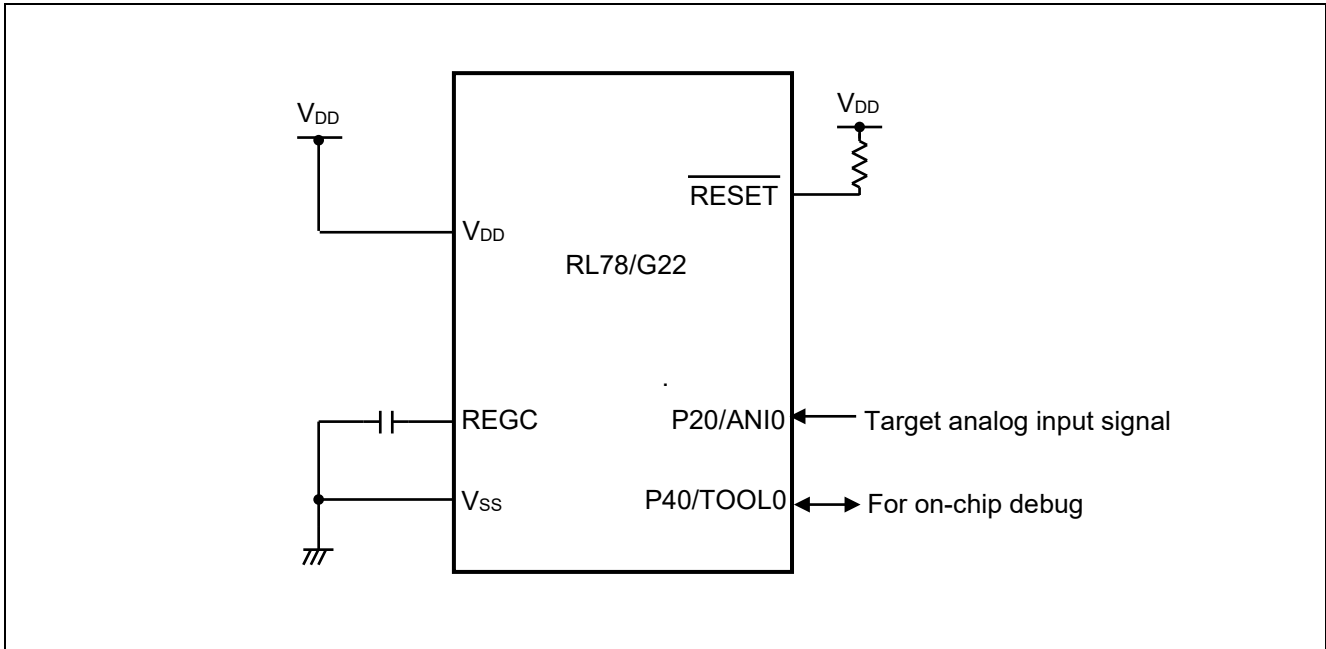 VDD
VDD
RESET
VDD
RL78/G22
REGC
P20/ANI0
Target analog input signal
VSS
P40/TOOL0
For on-chip debug